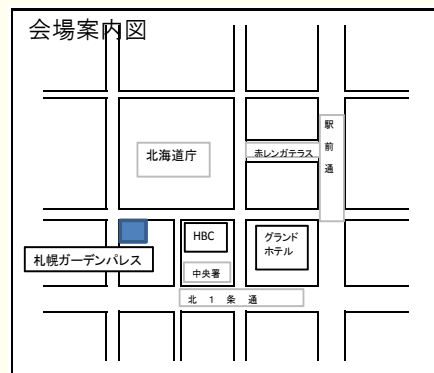 会場案内図
駅前通
北海道庁
赤レンガテラス
HBC
グランド
ホテル
札幌ガーデンパレス
中央署
北 1 条 通